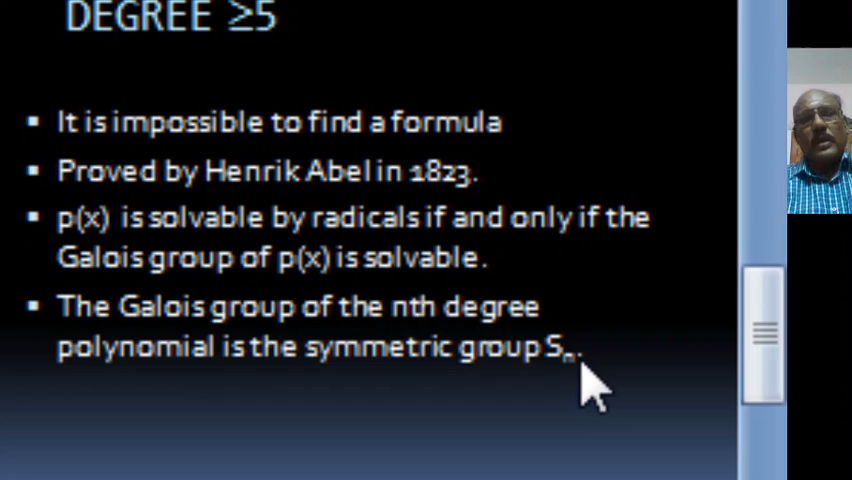 DEGREE ≥5
It is impossible to find a formula
Proved by Henrik Abel in 1823.
p(x) is solvable by radicals if and only if the
Galois group of p(x) is solvable.
The Galois group of the nth degree
polynomial is the symmetric group Sₙ.